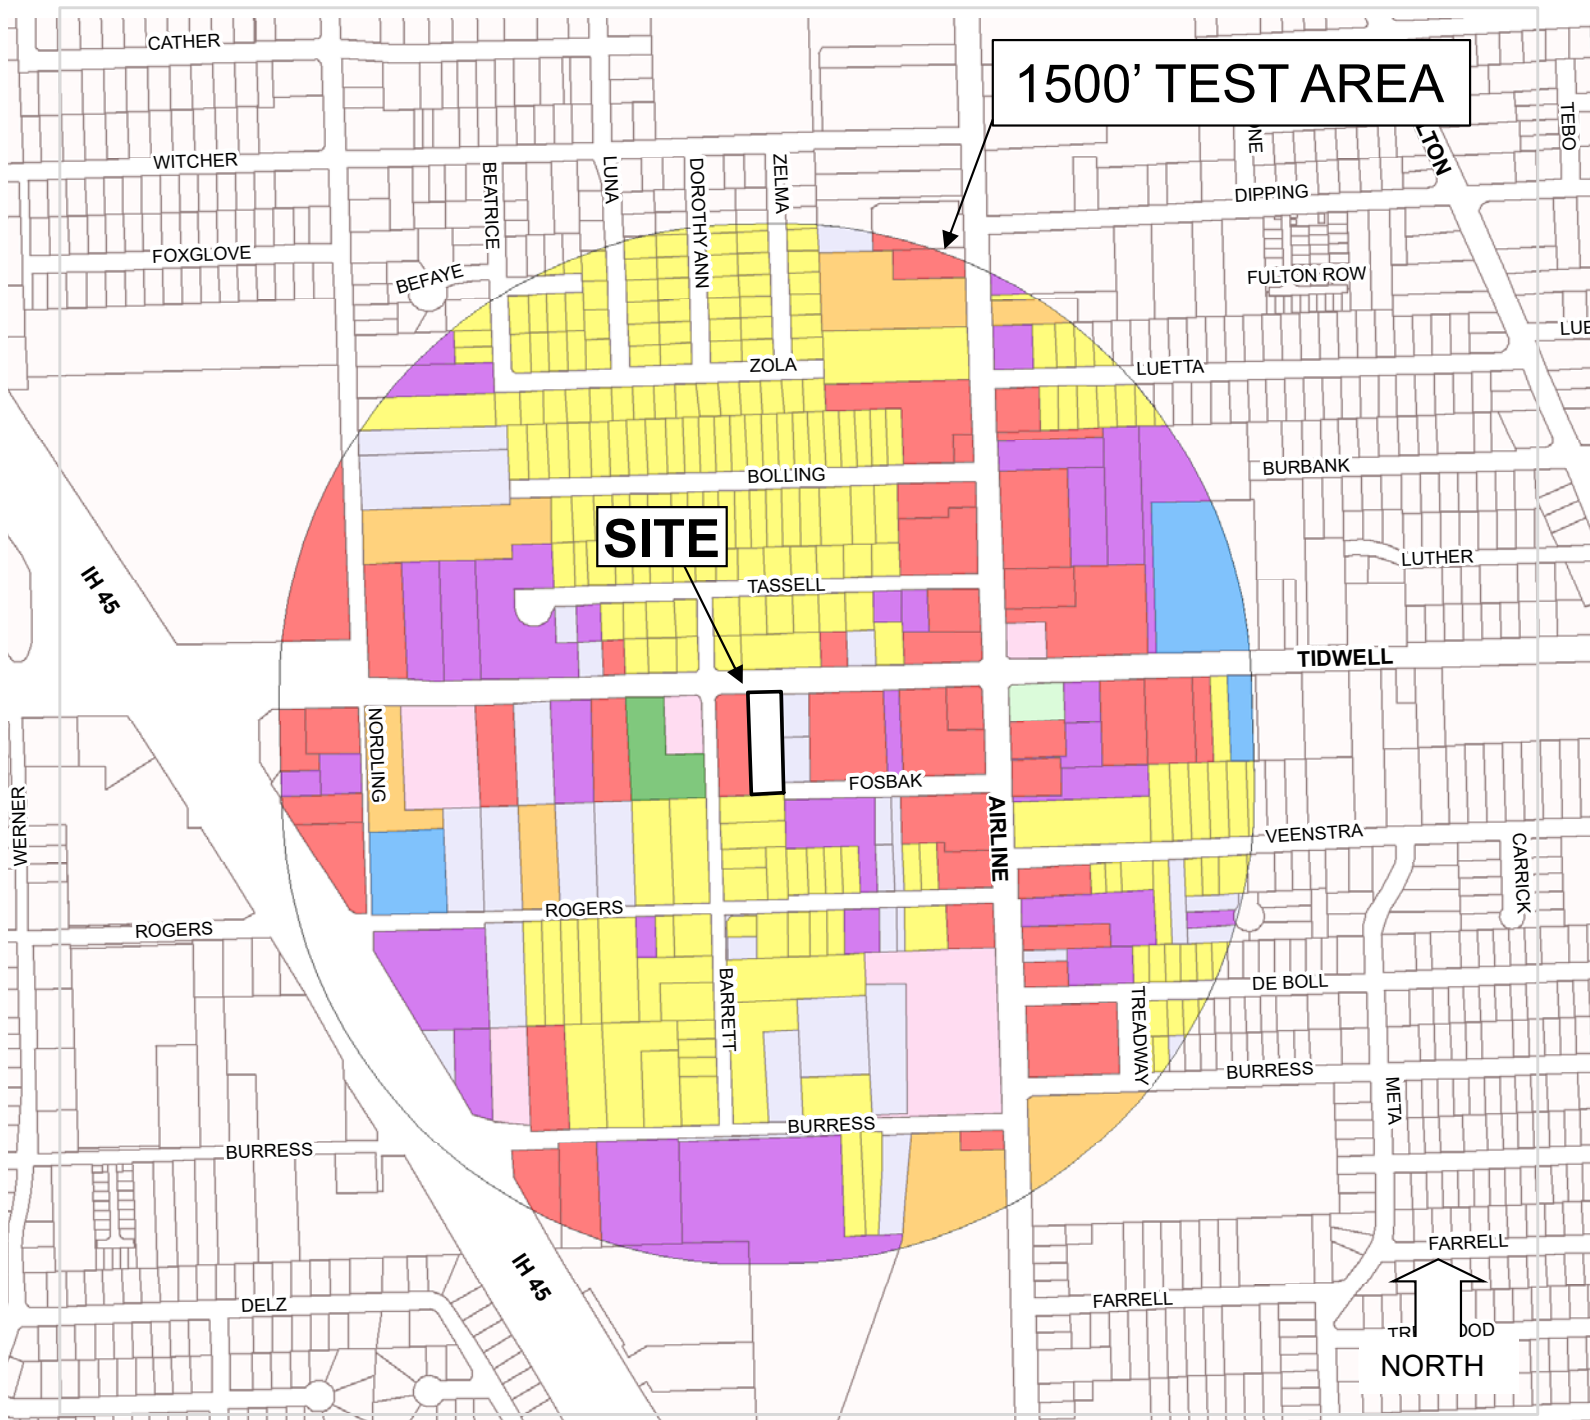 CATHER
1500’ TEST AREA
WITCHER
BEATRICE
LUNA
DOROTHY ANN
ZELMA
TEBO
DIPPING
FOXGLOVE
BEFAYE
FULTON ROW
ZOLA
LUETTA
BOLLING
BURBANK
SITE
LUTHER
IH 45
TASSELL
TIDWELL
NORDLING
FOSBAK
AIRLINE
WERNER
VEENSTRA
CARRICK
ROGERS
ROGERS
BARRETT
DE BOLL
TREADWAY
BURRESS
META
BURRESS
BURRESS
FARRELL
IH 45
DELZ
FARRELL
NORTH